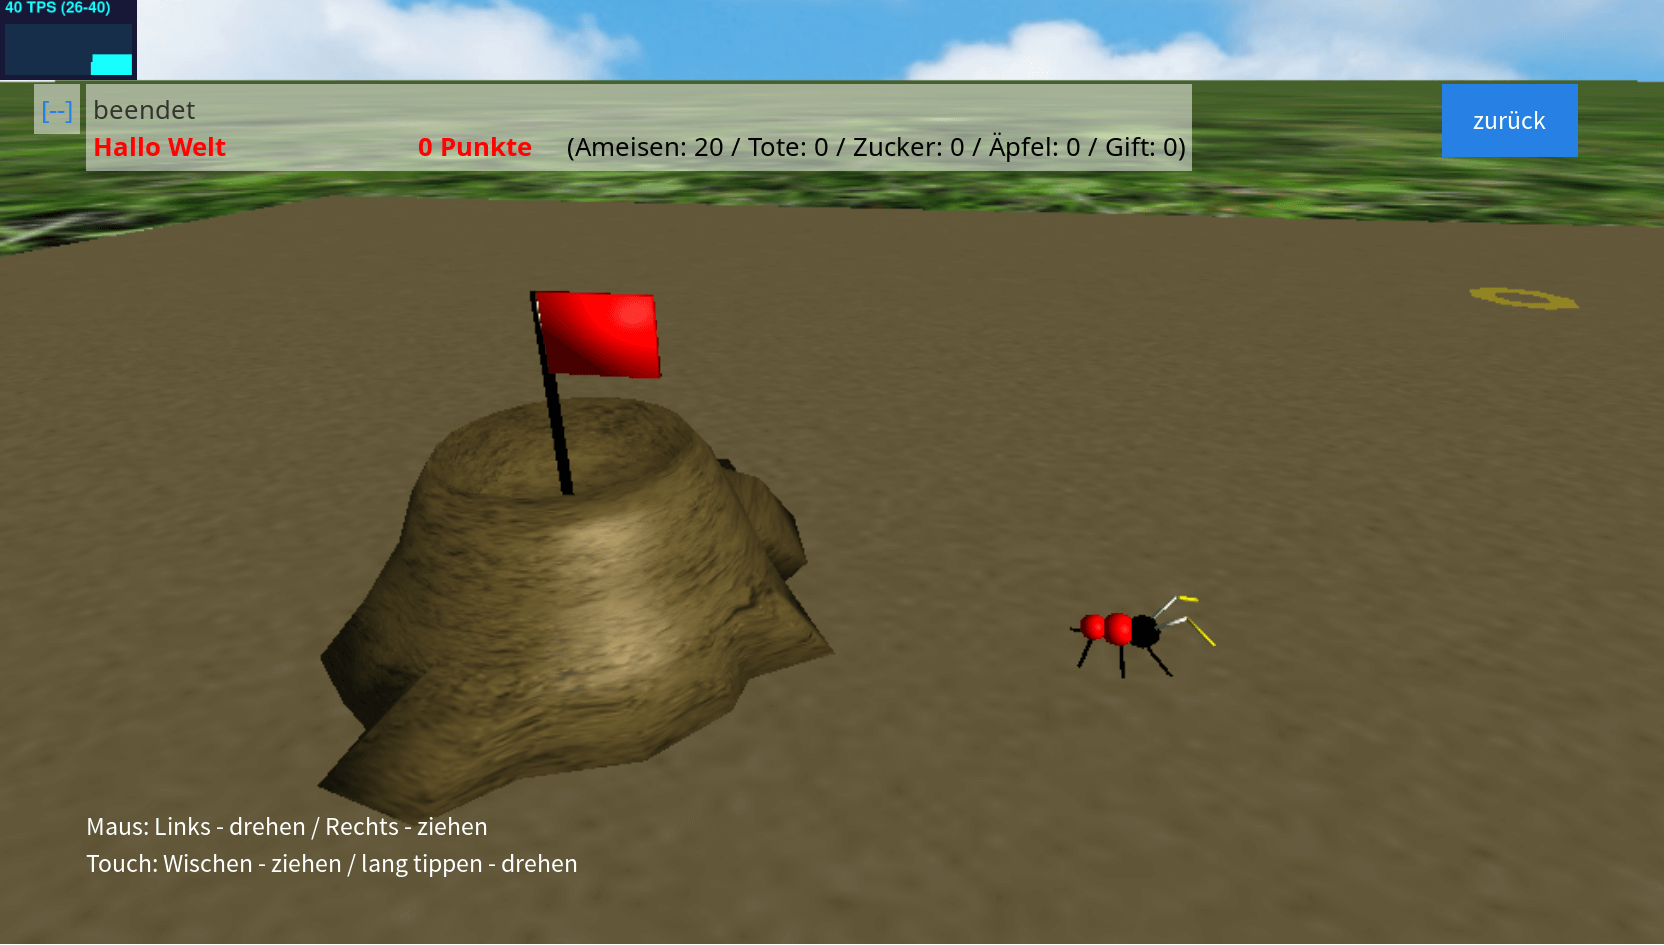 40 TPS (26-40)
[--]
beendet
zurück
Hallo Welt 0 Punkte (Ameisen: 20 / Tote: 0 / Zucker: 0 / Äpfel: 0 / Gift: 0)
Maus: Links - drehen / Rechts - ziehen
Touch: Wischen - ziehen / lang tippen - drehen